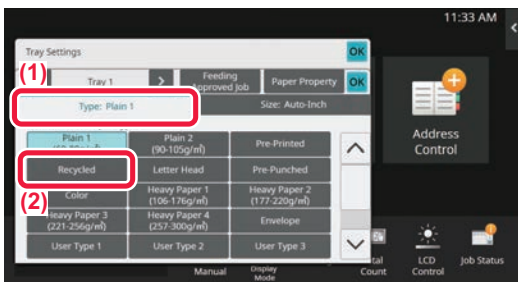 11:33 AM
Tray Settings
OK
(1)
Tray 1
>
Feeding
Approved Job
Paper Property
OK
Type: Plain 1
Size: Auto-Inch
Plain 1
Plain 2
(90-105g/㎡)
Pre-Printed
Recycled
Letter Head
Pre-Punched
(2)
Color
Heavy Paper 1
(106-176g/㎡)
Heavy Paper 2
(177-220g/㎡)
Heavy Paper 3
(221-256g/㎡)
Heavy Paper 4
(257-300g/㎡)
Envelope
User Type 1
User Type 2
User Type 3
Address
Control
Manual
Display
Mode
Count
LCD
Control
Job Status